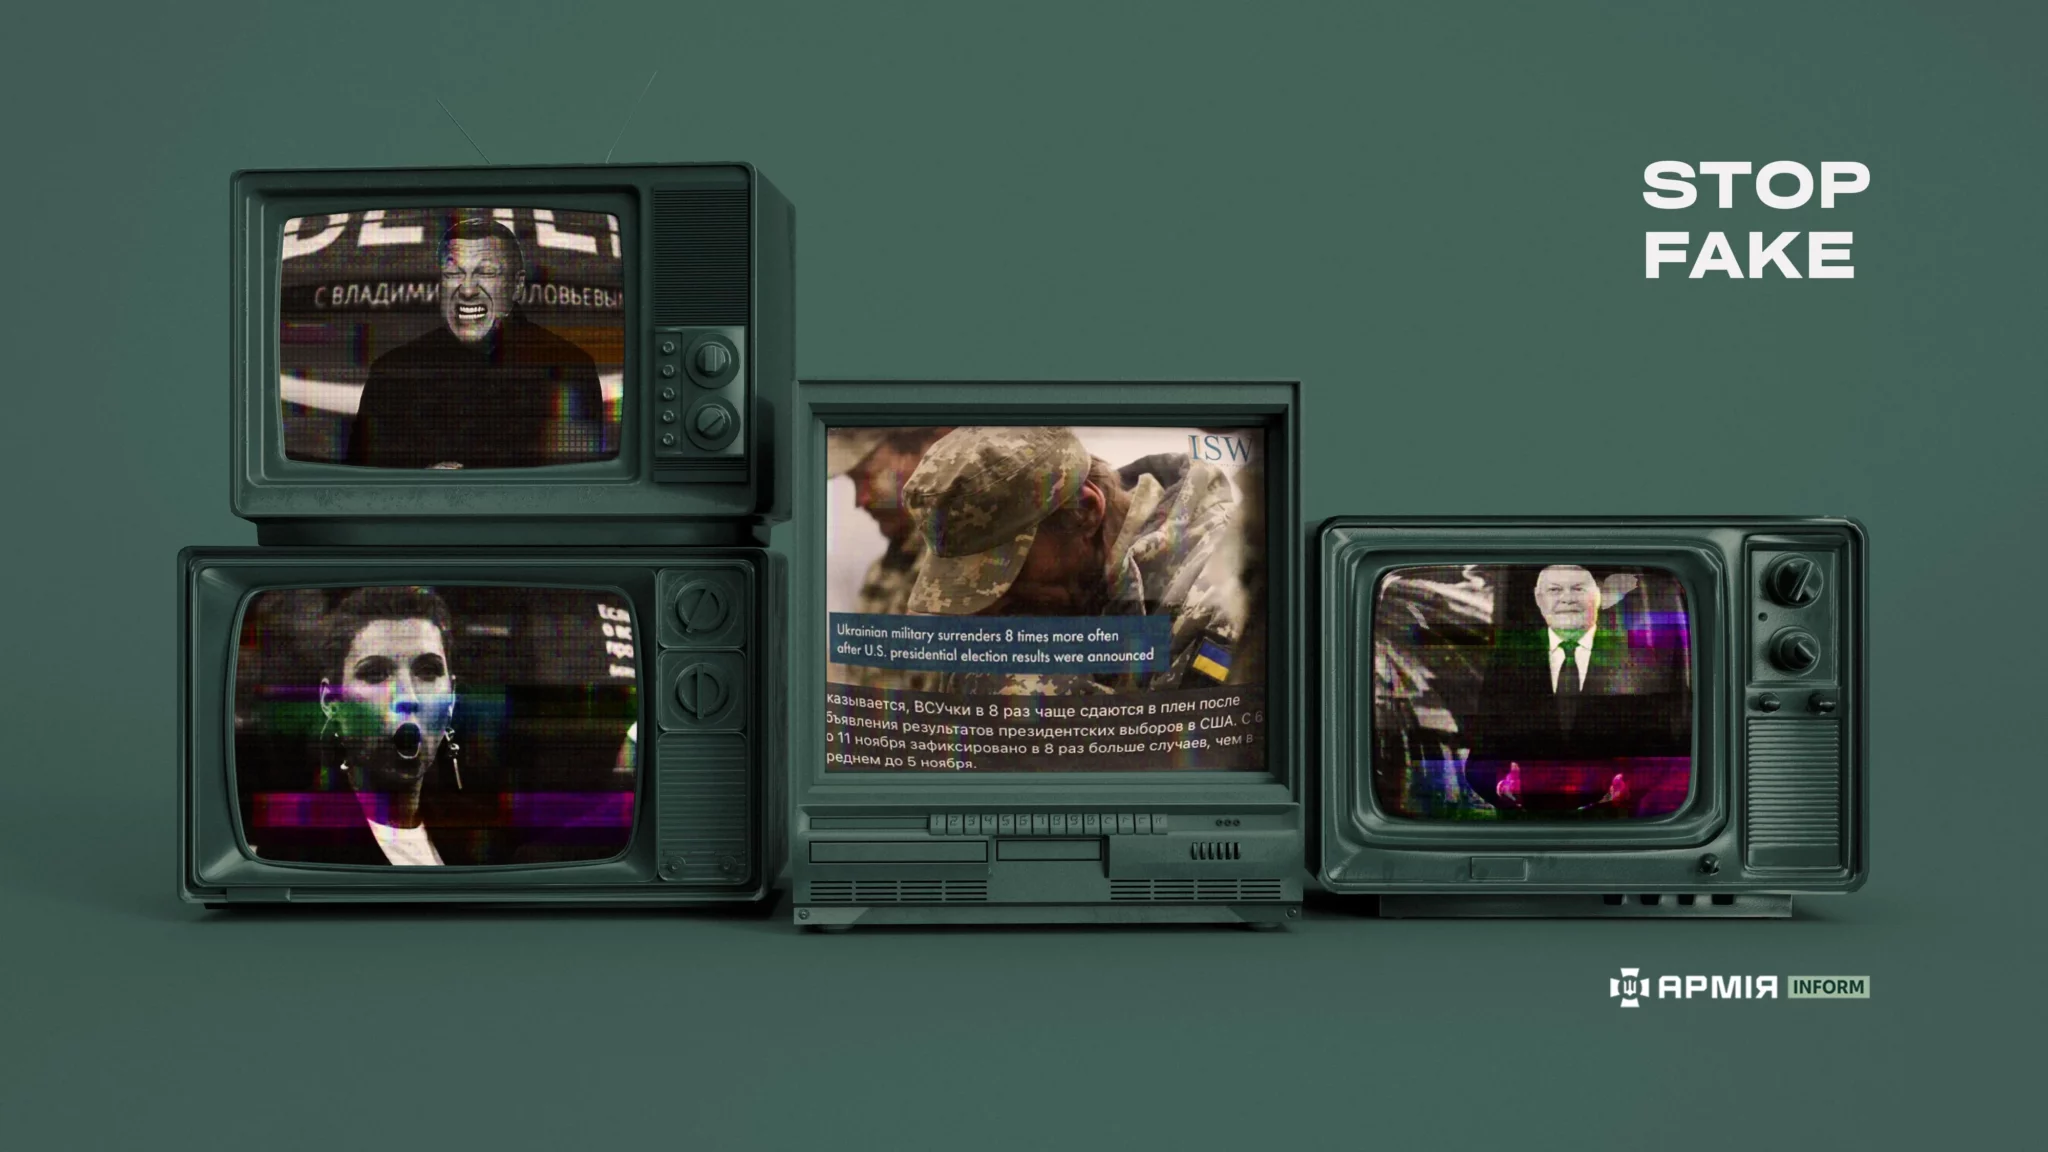 STOP
FAKE
С ВЛАДИМИ
ОЛОВЬЕВЫ
ISW
Ukrainian military surrenders 8 times more often
after U.S. presidential election results were announced
казывается, ВСУчки в 8 раз чаще сдаются в плен после
бъявления результатов президентских выборов в США. С 6
о 11 ноября зафиксировано в 8 раз больше случаев, чем в
реднем до 5 ноября.
АРМІЯ INFORM